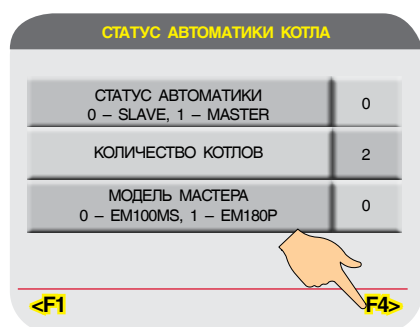 СТАТУС АВТОМАТИКИ КОТЛА
СТАТУС АВТОМАТИКИ
0 – SLAVE, 1 – MASTER
0
КОЛИЧЕСТВО КОТЛОВ
2
МОДЕЛЬ МАСТЕРА
0 – EM100MS, 1 – EM180P
0
<F1
F4>